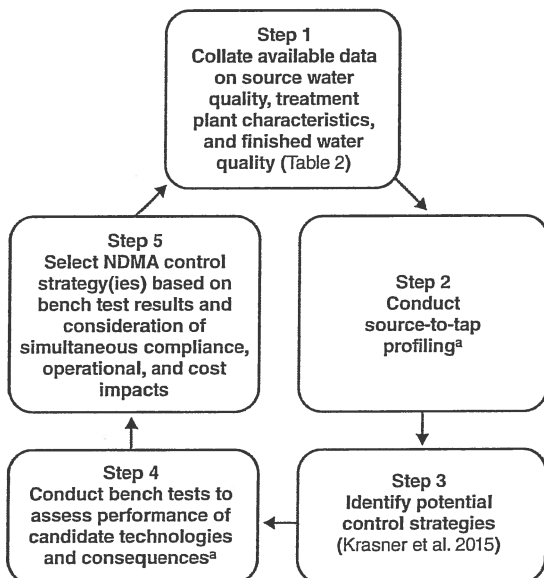 Step 1
Collate available data
on source water
quality, treatment
plant characteristics,
and finished water
quality (Table 2)
Step 2
Conduct
source-to-tap
profilingᵃ
Step 3
Identify potential
control strategies
(Krasner et al. 2015)
Step 4
Conduct bench tests to
assess performance of
candidate technologies
and consequencesᵃ
Step 5
Select NDMA control
strategy(ies) based on
bench test results and
consideration of
simultaneous compliance,
operational, and cost
impacts